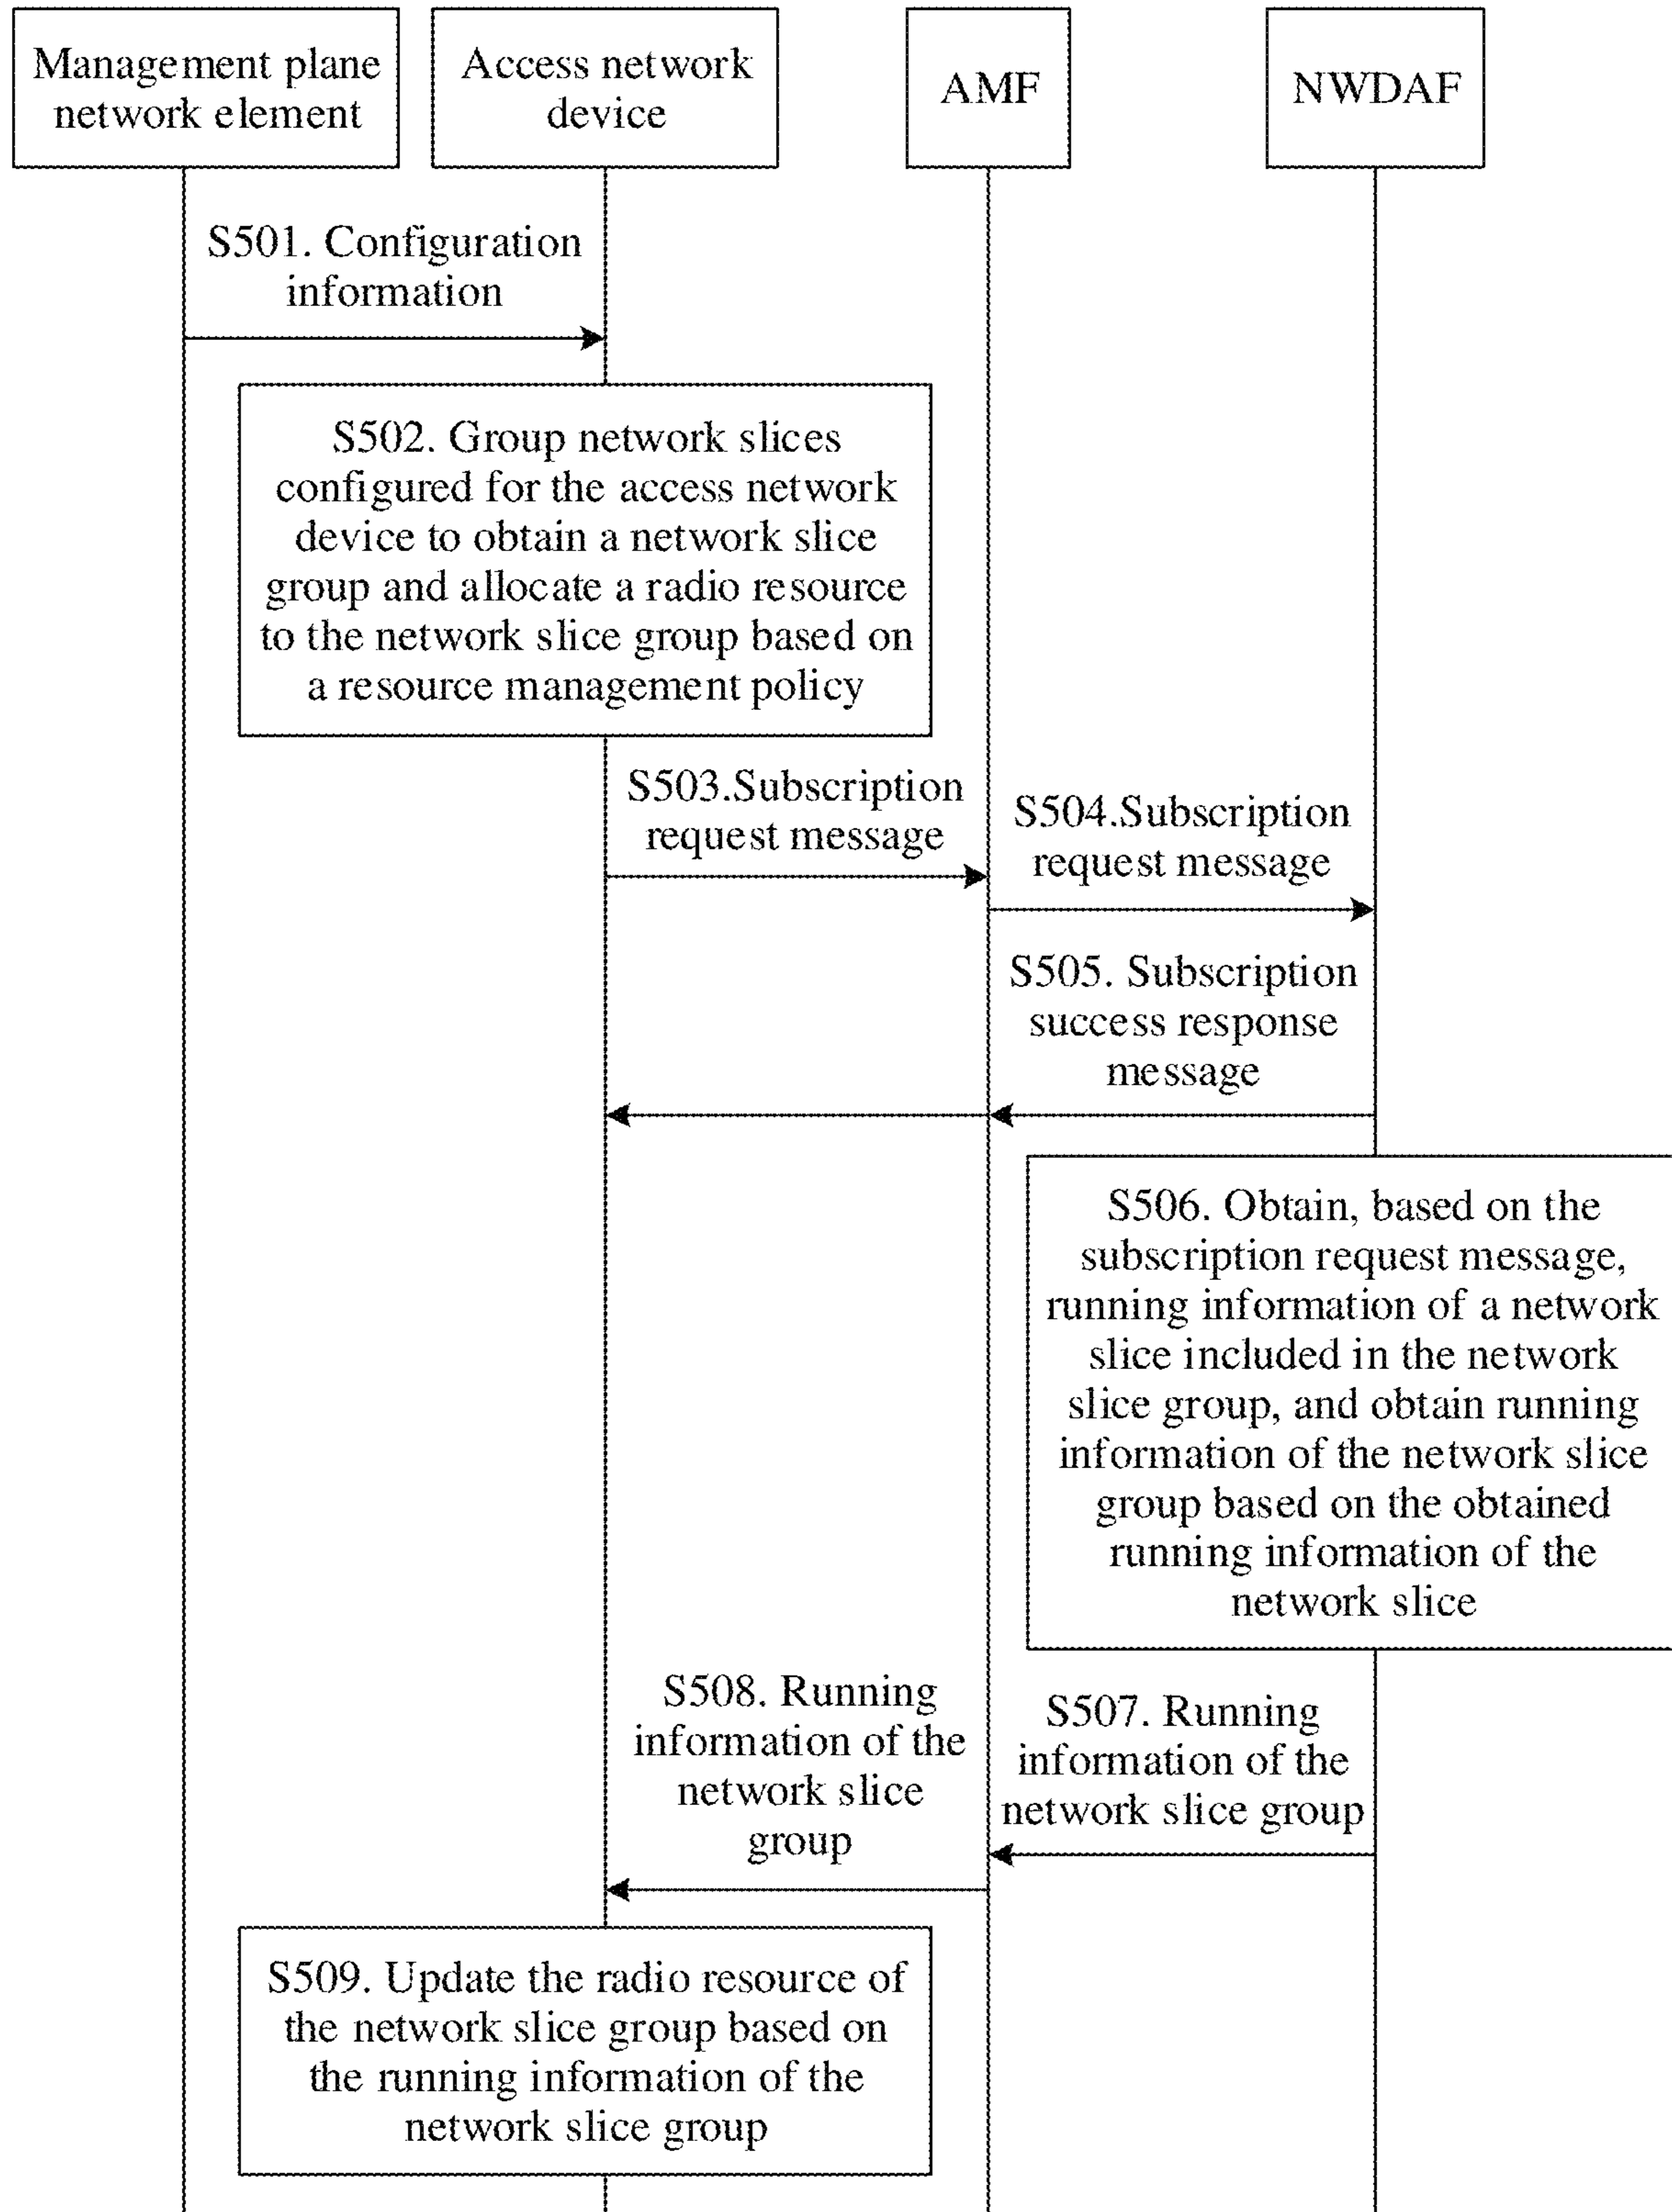 Management plane
network element
Access network
device
AMF
NWDAF
S501. Configuration
information
S502. Group network slices
configured for the access network
device to obtain a network slice
group and allocate a radio resource
to the network slice group based on
a resource management policy
S503.Subscription
request message
S504.Subscription
request message
S505. Subscription
success response
message
S506. Obtain, based on the
subscription request message,
running information of a network
slice included in the network
slice group, and obtain running
information of the network slice
group based on the obtained
running information of the
network slice
S508. Running
information of the
network slice
group
S507. Running
information of the
network slice group
S509. Update the radio resource of
the network slice group based on
the running information of the
network slice group